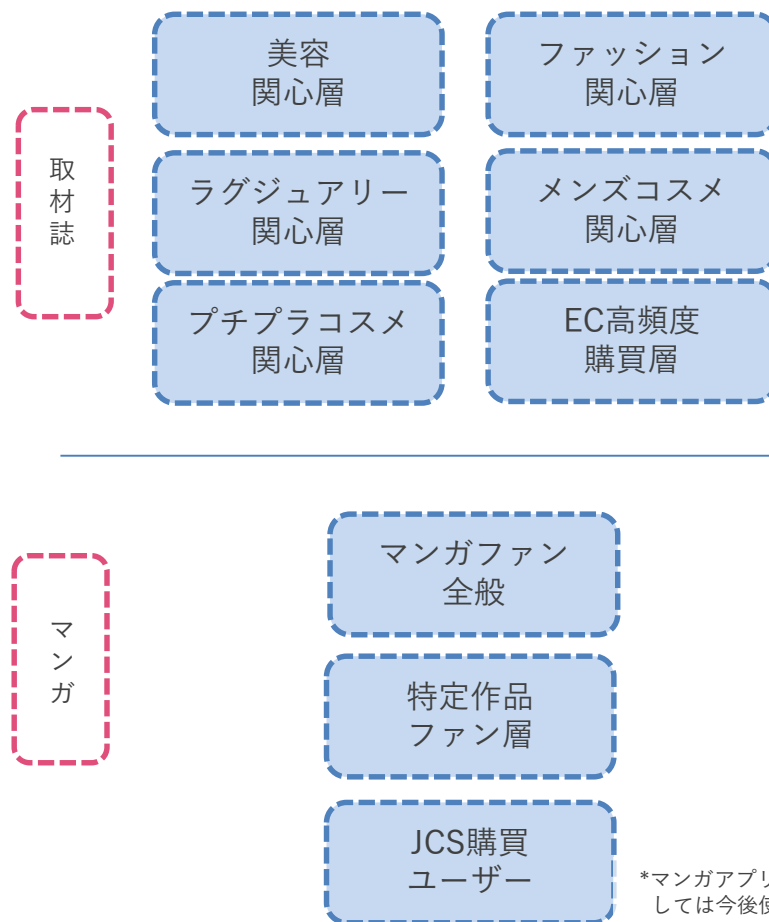 取材誌
美容
関心層
ファッション
関心層
ラグジュアリー
関心層
メンズコスメ
関心層
プチプラコスメ
関心層
EC高頻度
購買層
マンガ
マンガファン
全般
特定作品
ファン層
JCS購買
ユーザー
*マンガアプリ
しては今後